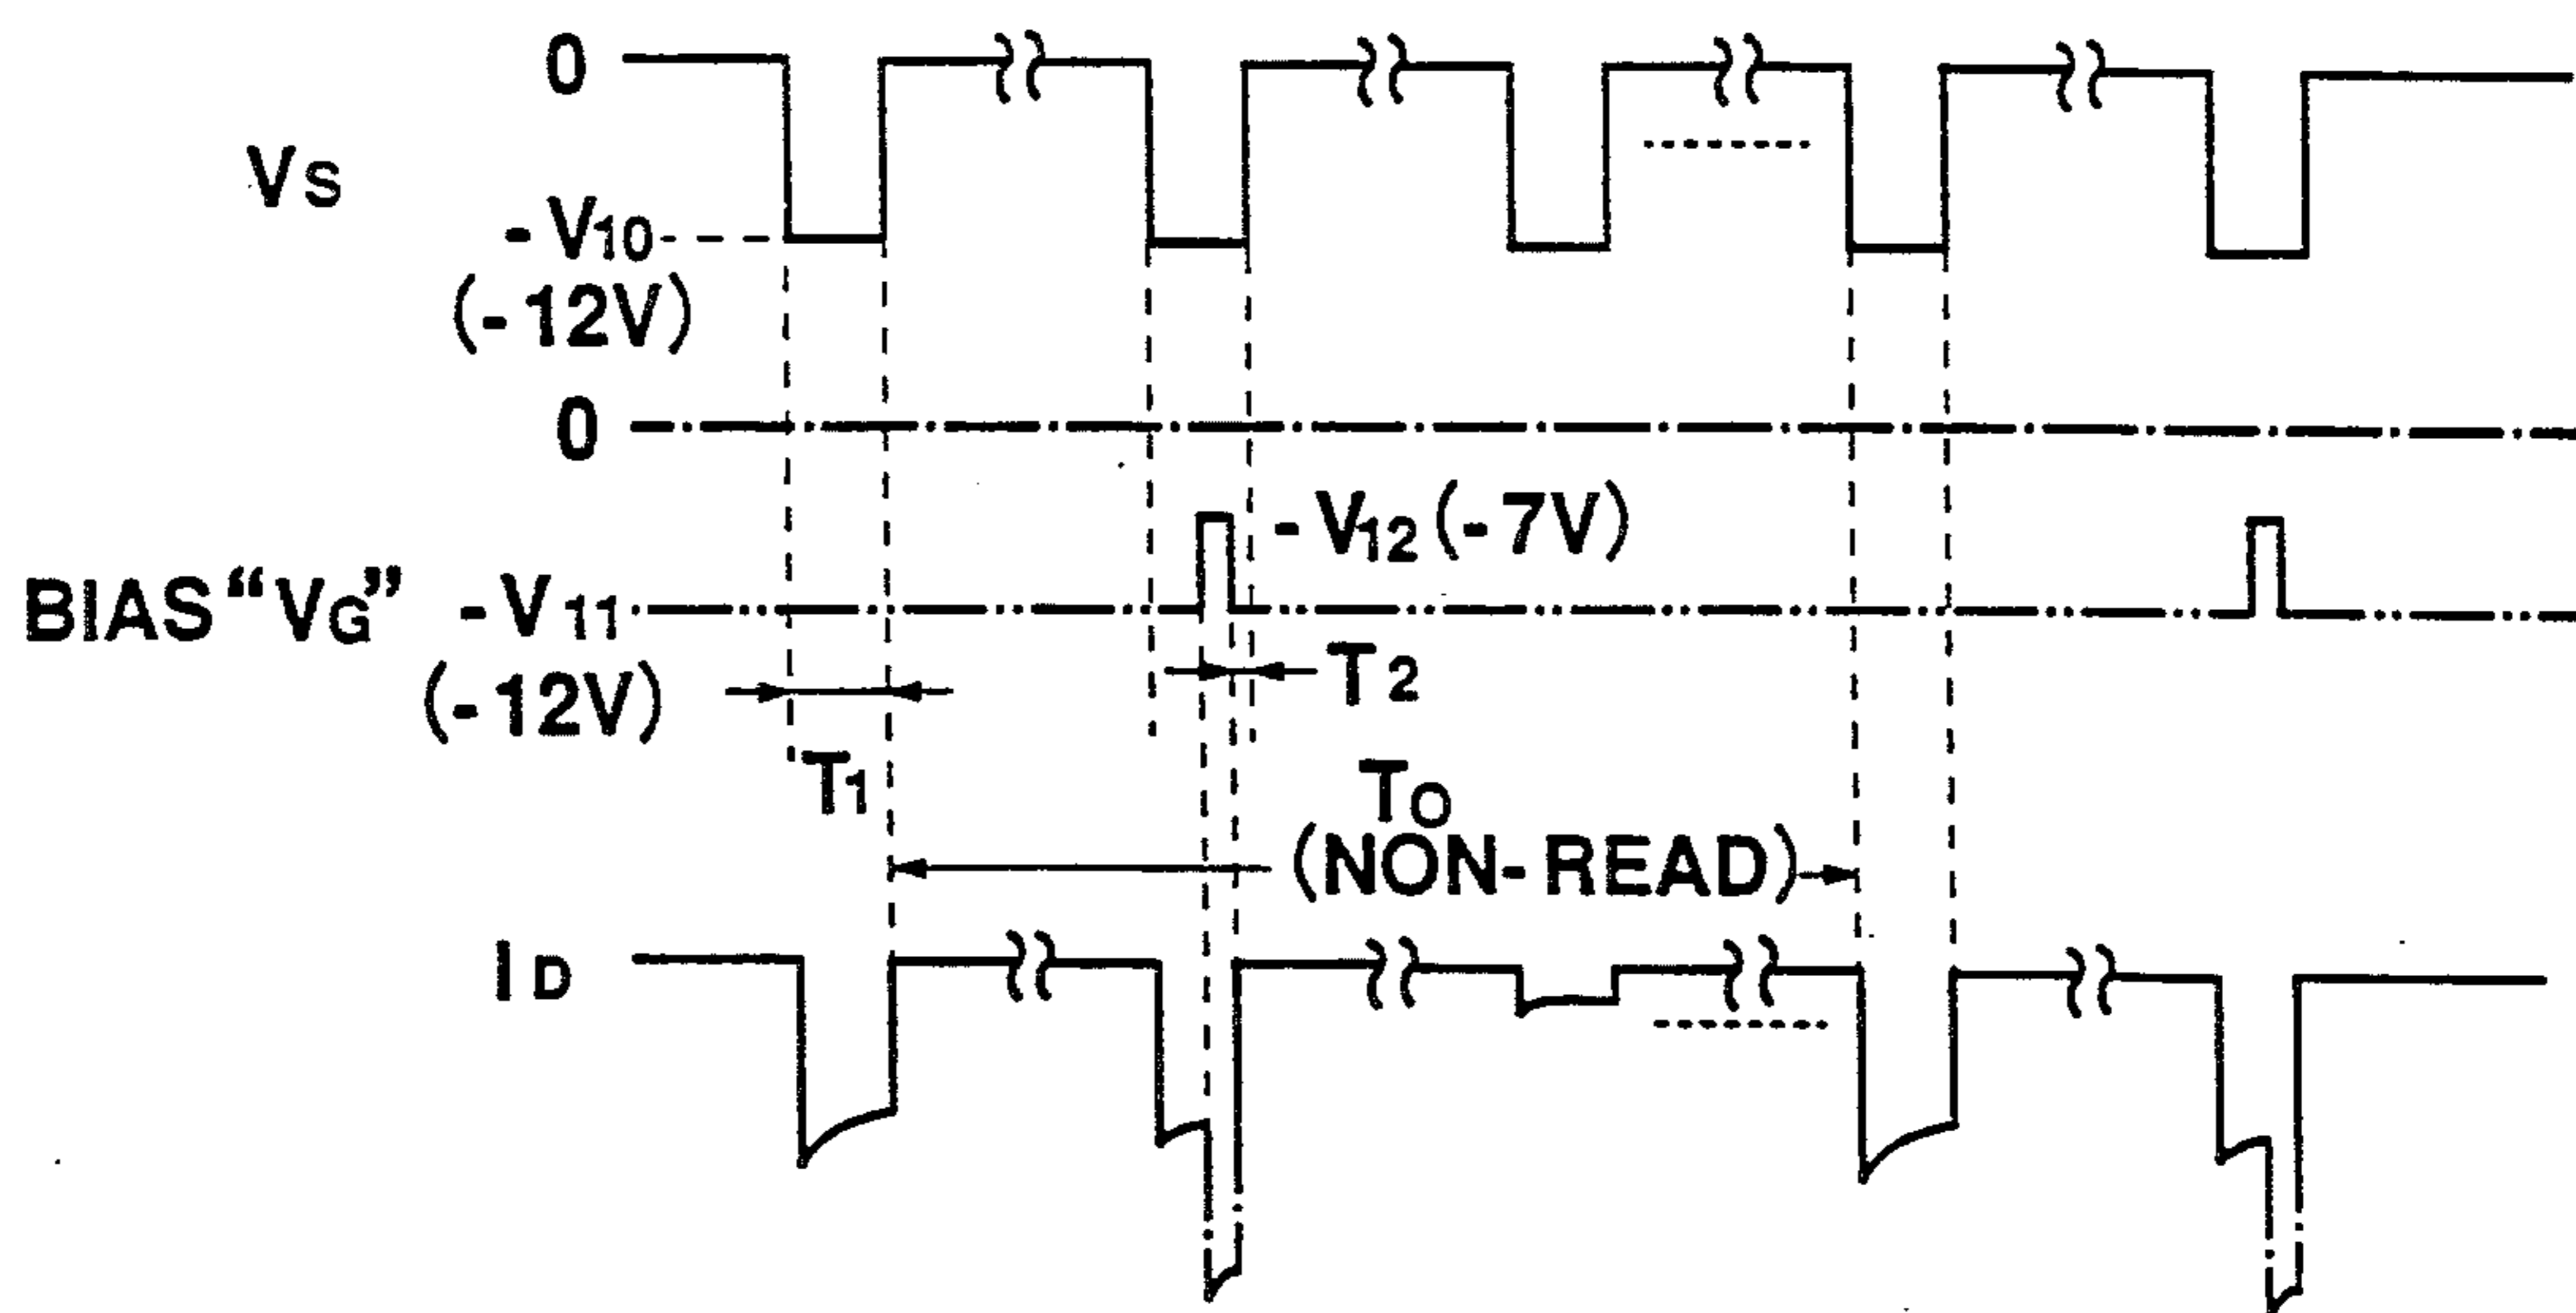 0
Vs
- V10
(-12V)
0
- V12 (-7V)
BIAS "VG" - V11
(-12V)
T2
T1
To
(NON-READ)
ID